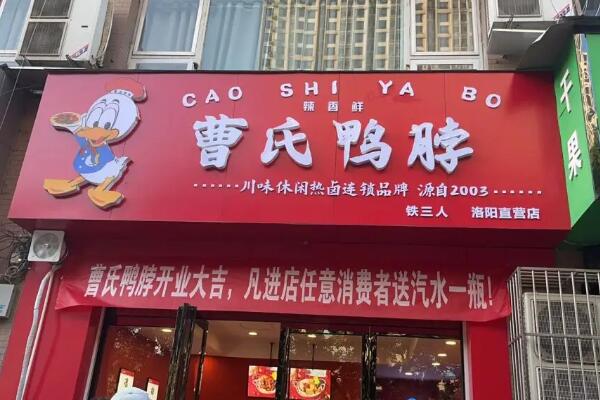 CAO SHI YA BO
辣香鲜
曹氏鸭脖
川味休闲热卤连锁品牌 源自2003
铁三人 洛阳直营店
曹氏鸭脖开业大吉，凡进店任意消费者送汽水一瓶！
干果